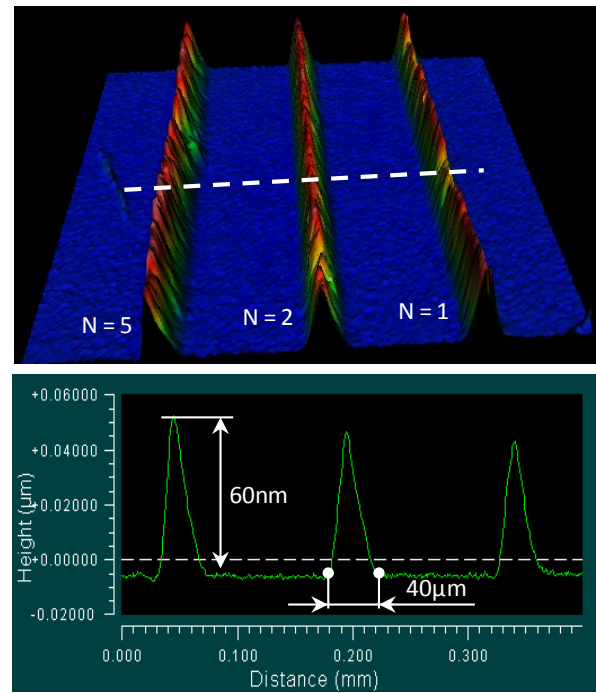 N = 5
N = 2
N = 1
+0.06000
+0.04000
+0.02000
+0.00000
-0.02000
Height (µm)
60nm
40µm
0.000
0.100
0.200
0.300
Distance (mm)